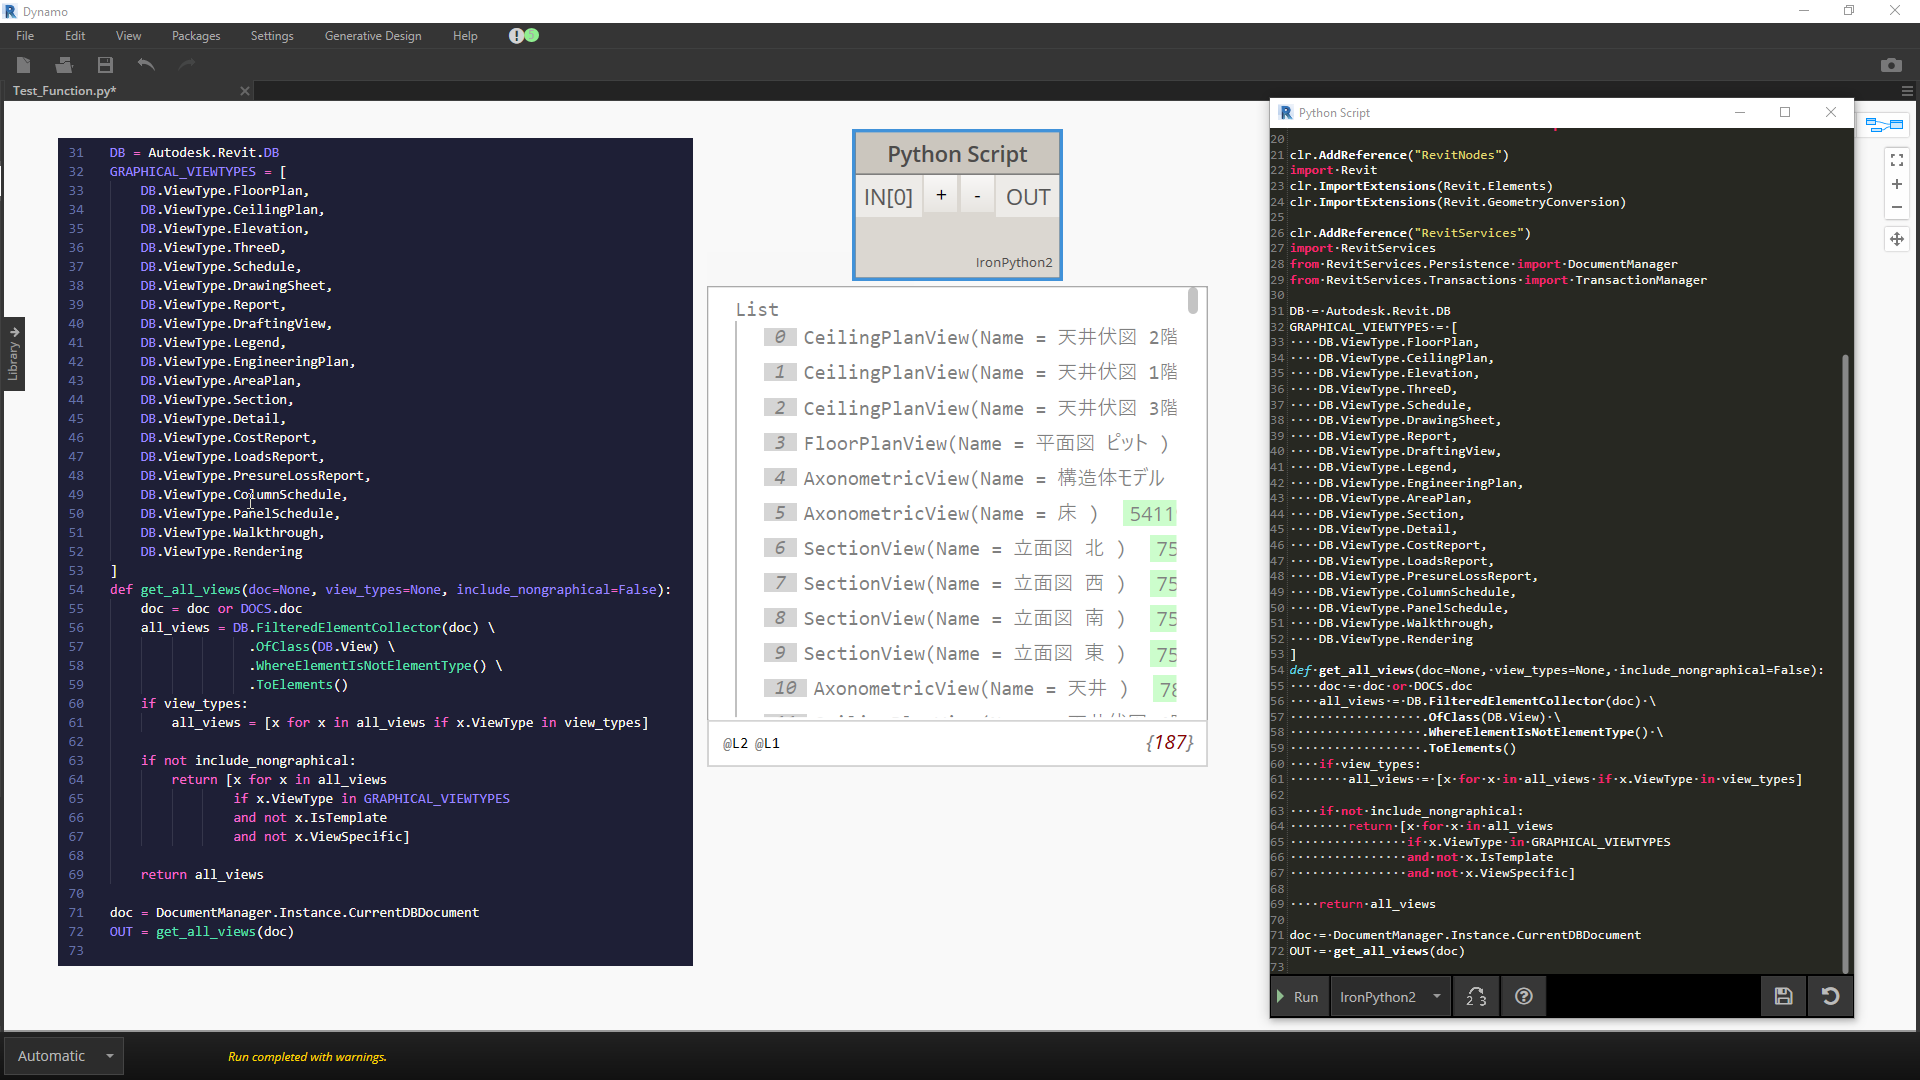 Dynamo
File Edit View Packages Settings Generative Design Help
Test_Function.py*
Library
31 DB = Autodesk.Revit.DB
32 GRAPHICAL_VIEWTYPES = [
33 DB.ViewType.FloorPlan,
34 DB.ViewType.CeilingPlan,
35 DB.ViewType.Elevation,
36 DB.ViewType.ThreeD,
37 DB.ViewType.Schedule,
38 DB.ViewType.DrawingSheet,
39 DB.ViewType.Report,
40 DB.ViewType.DraftingView,
41 DB.ViewType.Legend,
42 DB.ViewType.EngineeringPlan,
43 DB.ViewType.AreaPlan,
44 DB.ViewType.Section,
45 DB.ViewType.Detail,
46 DB.ViewType.CostReport,
47 DB.ViewType.LoadsReport,
48 DB.ViewType.PresureLossReport,
49 DB.ViewType.ColumnSchedule,
50 DB.ViewType.PanelSchedule,
51 DB.ViewType.Walkthrough,
52 DB.ViewType.Rendering
53 ]
54 def get_all_views(doc=None, view_types=None, include_nongraphical=False):
55 doc = doc or DOCS.doc
56 all_views = DB.FilteredElementCollector(doc) \
57 .OfClass(DB.View) \
58 .WhereElementIsNotElementType() \
59 .ToElements()
60 if view_types:
61 all_views = [x for x in all_views if x.ViewType in view_types]
62
63 if not include_nongraphical:
64 return [x for x in all_views
65 if x.ViewType in GRAPHICAL_VIEWTYPES
66 and not x.IsTemplate
67 and not x.ViewSpecific]
68
69 return all_views
70
71 doc = DocumentManager.Instance.CurrentDBDocument
72 OUT = get_all_views(doc)
73
Python Script
IN[0] + - OUT
IronPython2
List
0 CeilingPlanView(Name = 天井伏図 2階
1 CeilingPlanView(Name = 天井伏図 1階
2 CeilingPlanView(Name = 天井伏図 3階
3 FloorPlanView(Name = 平面図 ピット )
4 AxonometricView(Name = 構造体モデル
5 AxonometricView(Name = 床 ) 5411
6 SectionView(Name = 立面図 北 ) 75
7 SectionView(Name = 立面図 西 ) 75
8 SectionView(Name = 立面図 南 ) 75
9 SectionView(Name = 立面図 東 ) 75
10 AxonometricView(Name = 天井 ) 78
@L2 @L1 {187}
Python Script
20
21 clr.AddReference("RevitNodes")
22 import·Revit
23 clr.ImportExtensions(Revit.Elements)
24 clr.ImportExtensions(Revit.GeometryConversion)
25
26 clr.AddReference("RevitServices")
27 import·RevitServices
28 from·RevitServices.Persistence·import·DocumentManager
29 from·RevitServices.Transactions·import·TransactionManager
30
31 DB·=·Autodesk.Revit.DB
32 GRAPHICAL_VIEWTYPES·=·[
33 ····DB.ViewType.FloorPlan,
34 ····DB.ViewType.CeilingPlan,
35 ····DB.ViewType.Elevation,
36 ····DB.ViewType.ThreeD,
37 ····DB.ViewType.Schedule,
38 ····DB.ViewType.DrawingSheet,
39 ····DB.ViewType.Report,
40 ····DB.ViewType.DraftingView,
41 ····DB.ViewType.Legend,
42 ····DB.ViewType.EngineeringPlan,
43 ····DB.ViewType.AreaPlan,
44 ····DB.ViewType.Section,
45 ····DB.ViewType.Detail,
46 ····DB.ViewType.CostReport,
47 ····DB.ViewType.LoadsReport,
48 ····DB.ViewType.PresureLossReport,
49 ····DB.ViewType.ColumnSchedule,
50 ····DB.ViewType.PanelSchedule,
51 ····DB.ViewType.Walkthrough,
52 ····DB.ViewType.Rendering
53 ]
54 def·get_all_views(doc=None,·view_types=None,·include_nongraphical=False):
55 ····doc·=·doc·or·DOCS.doc
56 ····all_views·=·DB.FilteredElementCollector(doc)·\
57 ··················.OfClass(DB.View)·\
58 ··················.WhereElementIsNotElementType()·\
59 ··················.ToElements()
60 ····if·view_types:
61 ········all_views·=·[x·for·x·in·all_views·if·x.ViewType·in·view_types]
62
63 ····if·not·include_nongraphical:
64 ········return·[x·for·x·in·all_views
65 ················if·x.ViewType·in·GRAPHICAL_VIEWTYPES
66 ················and·not·x.IsTemplate
67 ················and·not·x.ViewSpecific]
68
69 ····return·all_views
70
71 doc·=·DocumentManager.Instance.CurrentDBDocument
72 OUT·=·get_all_views(doc)
73
Run IronPython2 2 3
Automatic Run completed with warnings.